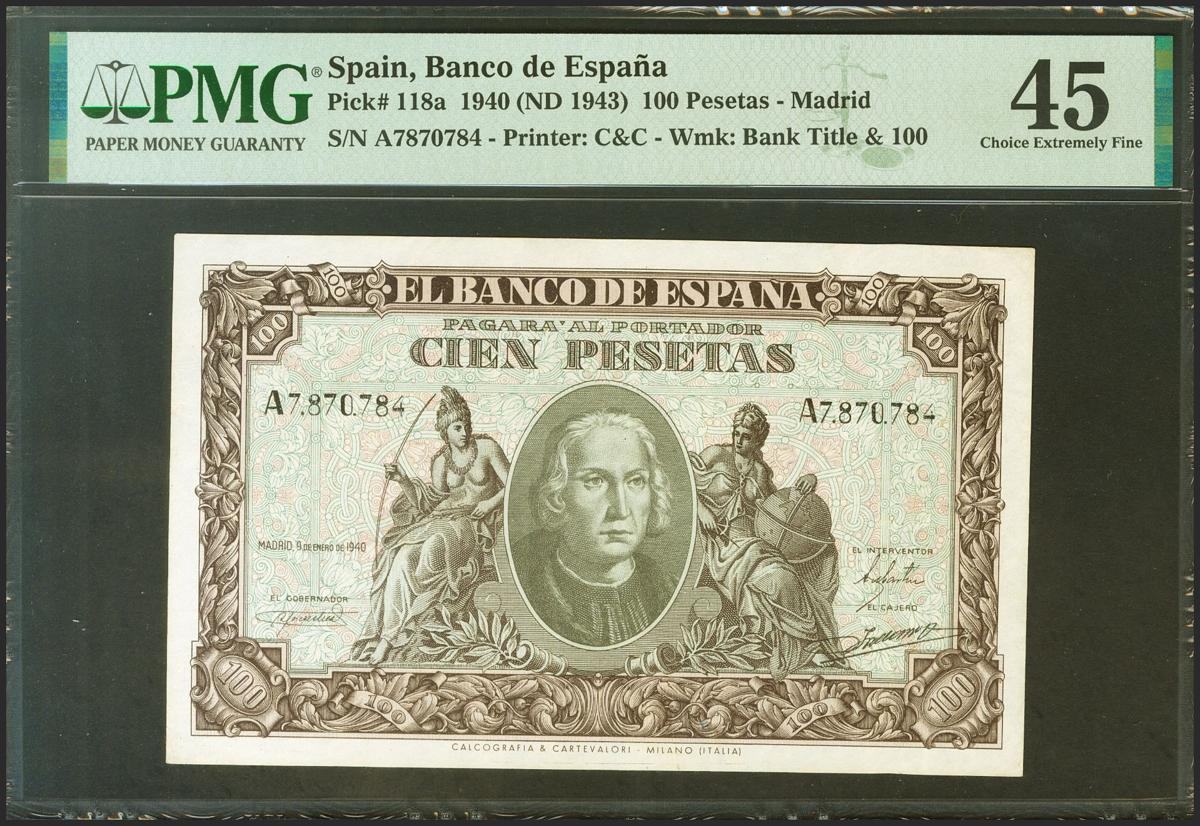 PMG®
PAPER MONEY GUARANTY
Spain, Banco de España
Pick# 118a 1940 (ND 1943) 100 Pesetas - Madrid
S/N A7870784 - Printer: C&C - Wmk: Bank Title & 100
45
Choice Extremely Fine
100
EL BANCO DE ESPAÑA
100
100
PAGARA' AL PORTADOR
100
CIEN PESETAS
A7.870.784
A7.870.784
MADRID, 9 DE ENERO DE 1940
EL INTERVENTOR
EL GOBERNADOR
EL CAJERO
100
100
100
100
CALCOGRAFIA & CARTEVALORI - MILANO (ITALIA)